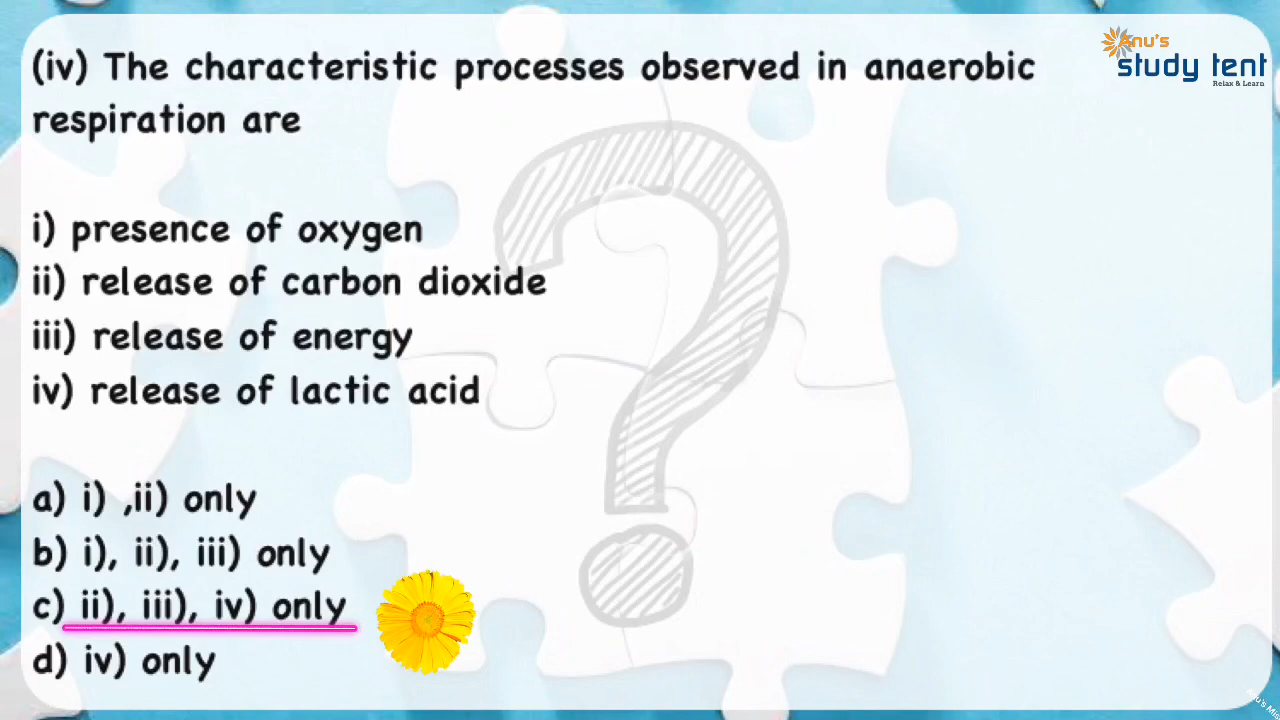 (iv) The characteristic processes observed in anaerobic
respiration are
i) presence of oxygen
ii) release of carbon dioxide
iii) release of energy
iv) release of lactic acid
a) i) ,ii) only
b) i), ii), iii) only
c) ii), iii), iv) only
d) iv) only
Anu's
study tent
Relax & Learn